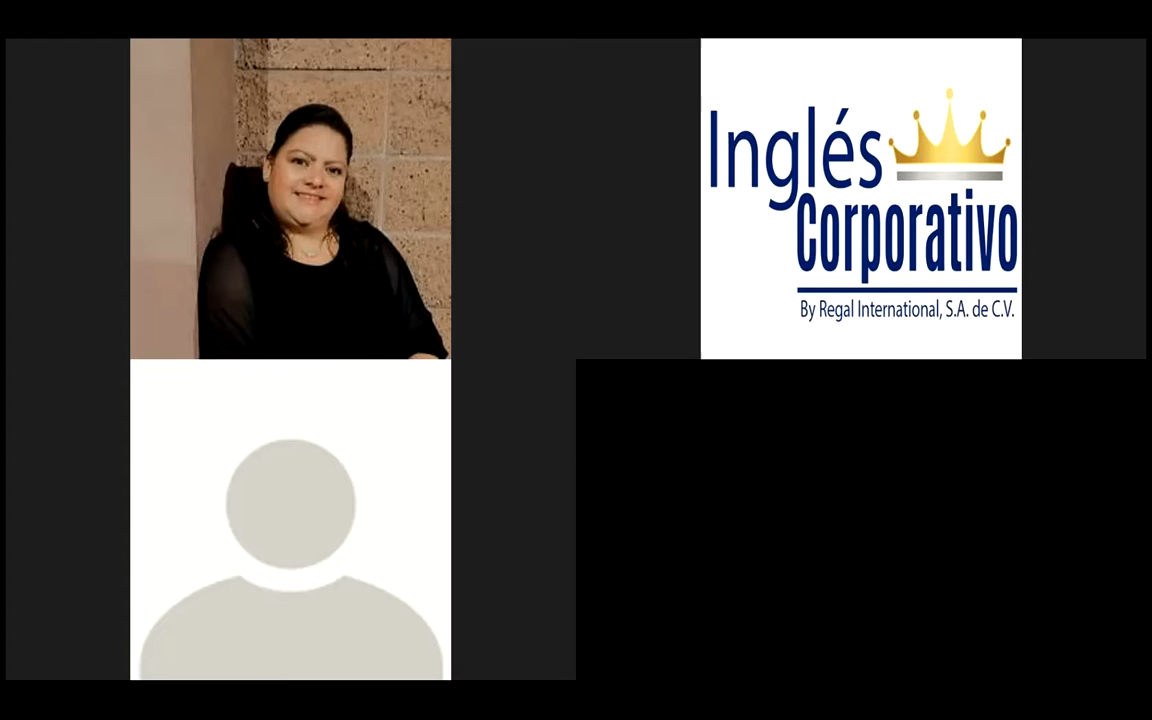 Inglés
Corporativo
By Regal International, S.A. de C.V.